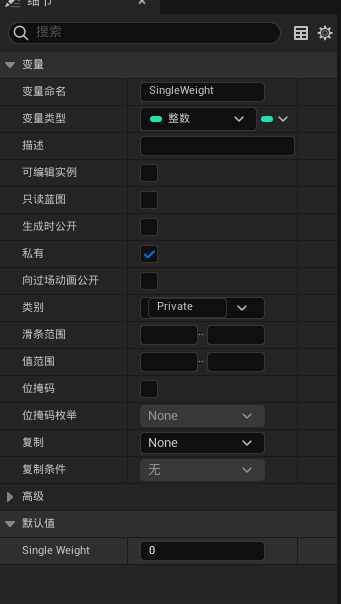 细节
搜索
变量
变量命名 SingleWeight
变量类型 整数
描述
可编辑实例
只读蓝图
生成时公开
私有
向过场动画公开
类别 Private
滑条范围 ..
值范围 ..
位掩码
位掩码枚举 None
复制 None
复制条件 无
高级
默认值
Single Weight 0